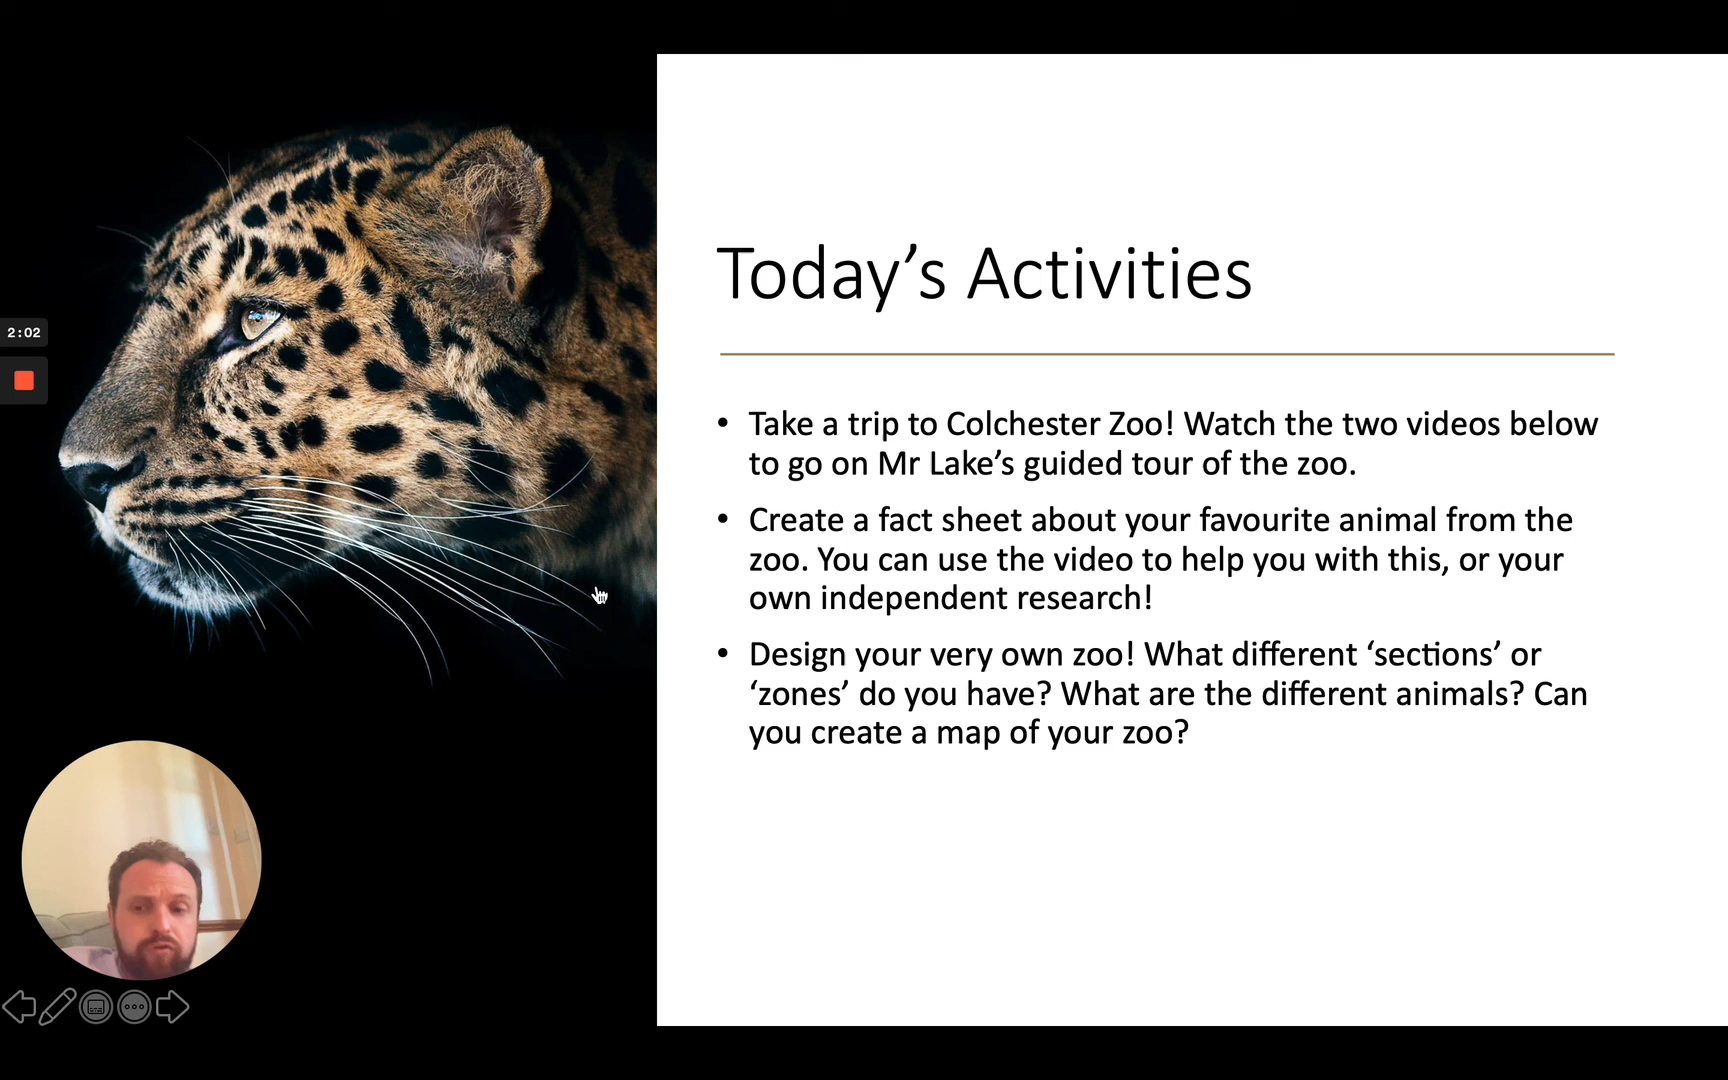 Today’s Activities
2:02
• Take a trip to Colchester Zoo! Watch the two videos below
to go on Mr Lake’s guided tour of the zoo.
• Create a fact sheet about your favourite animal from the
zoo. You can use the video to help you with this, or your
own independent research!
• Design your very own zoo! What different ‘sections’ or
‘zones’ do you have? What are the different animals? Can
you create a map of your zoo?